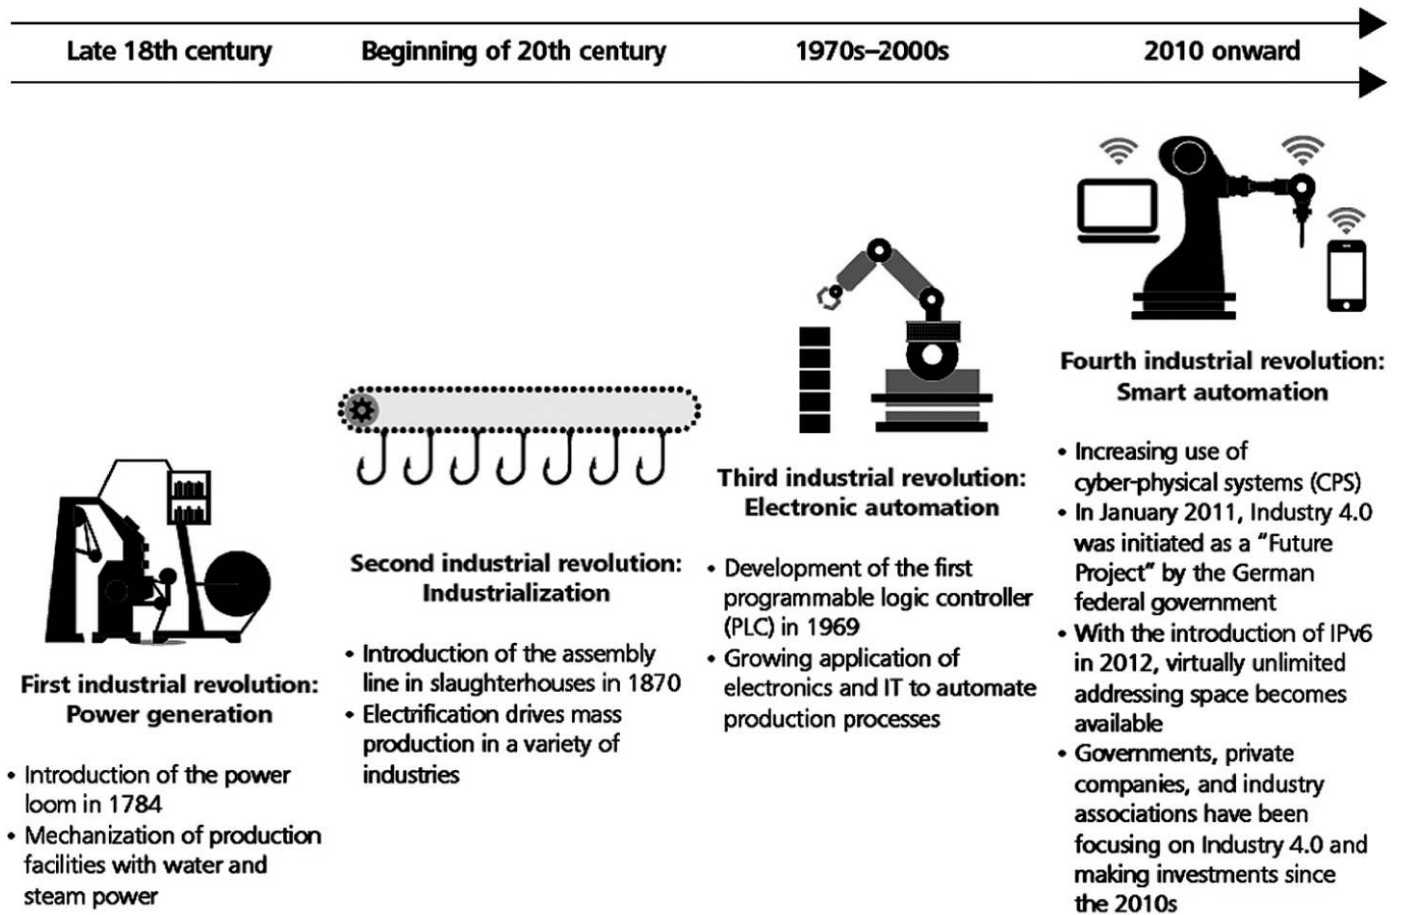 Late 18th century
Beginning of 20th century
1970s–2000s
2010 onward
First industrial revolution:
Power generation
• Introduction of the power
loom in 1784
• Mechanization of production
facilities with water and
steam power
Second industrial revolution:
Industrialization
• Introduction of the assembly
line in slaughterhouses in 1870
• Electrification drives mass
production in a variety of
industries
Third industrial revolution:
Electronic automation
• Development of the first
programmable logic controller
(PLC) in 1969
• Growing application of
electronics and IT to automate
production processes
Fourth industrial revolution:
Smart automation
• Increasing use of
cyber-physical systems (CPS)
• In January 2011, Industry 4.0
was initiated as a “Future
Project” by the German
federal government
• With the introduction of IPv6
in 2012, virtually unlimited
addressing space becomes
available
• Governments, private
companies, and industry
associations have been
focusing on Industry 4.0 and
making investments since
the 2010s